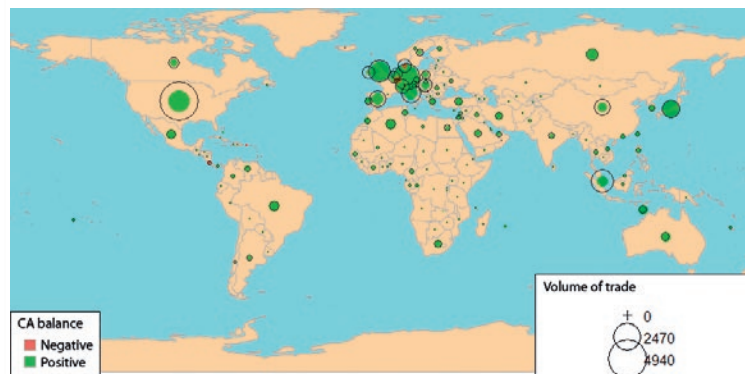 CA balance
Negative
Positive
Volume of trade
0
2470
4940